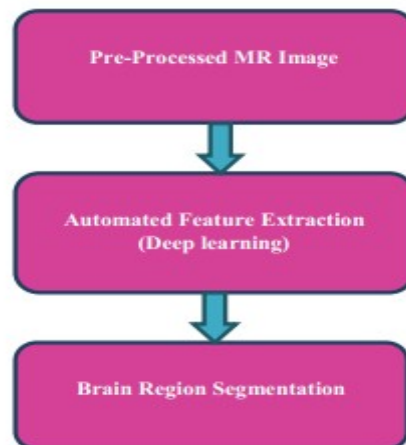 Pre-Processed MR Image
Automated Feature Extraction
(Deep learning)
Brain Region Segmentation